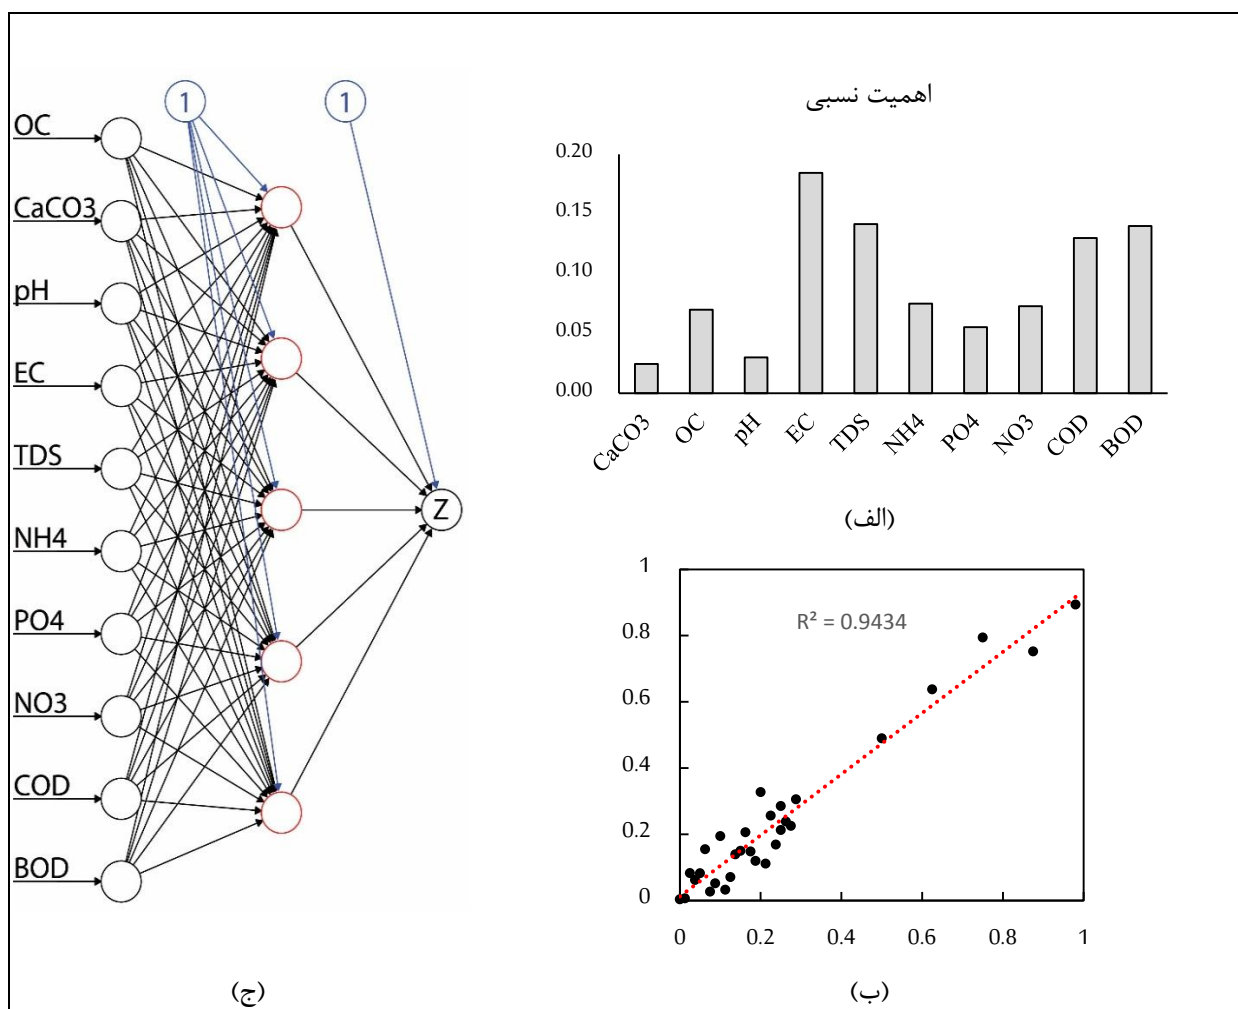 1
1
OC
CaCO3
pH
EC
TDS
NH4
PO4
NO3
COD
BOD
Z
(ج)
اهمیت نسبی
0.20
0.15
0.10
0.05
0.00
CaCO3
OC
pH
EC
TDS
NH4
PO4
NO3
COD
BOD
(الف)
1
0.8
0.6
0.4
0.2
0
R² = 0.9434
0 0.2 0.4 0.6 0.8 1
(ب)